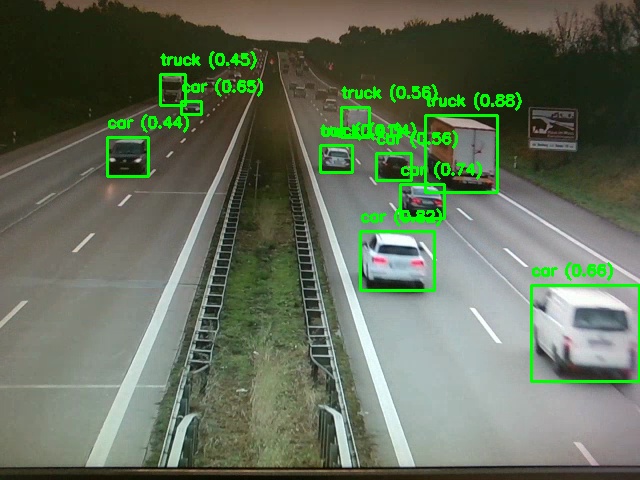 truck (0.45)
car (0.65)
truck (0.56)
truck (0.88)
car (0.44)
car (0.56)
car (0.74)
car (0.82)
car (0.66)